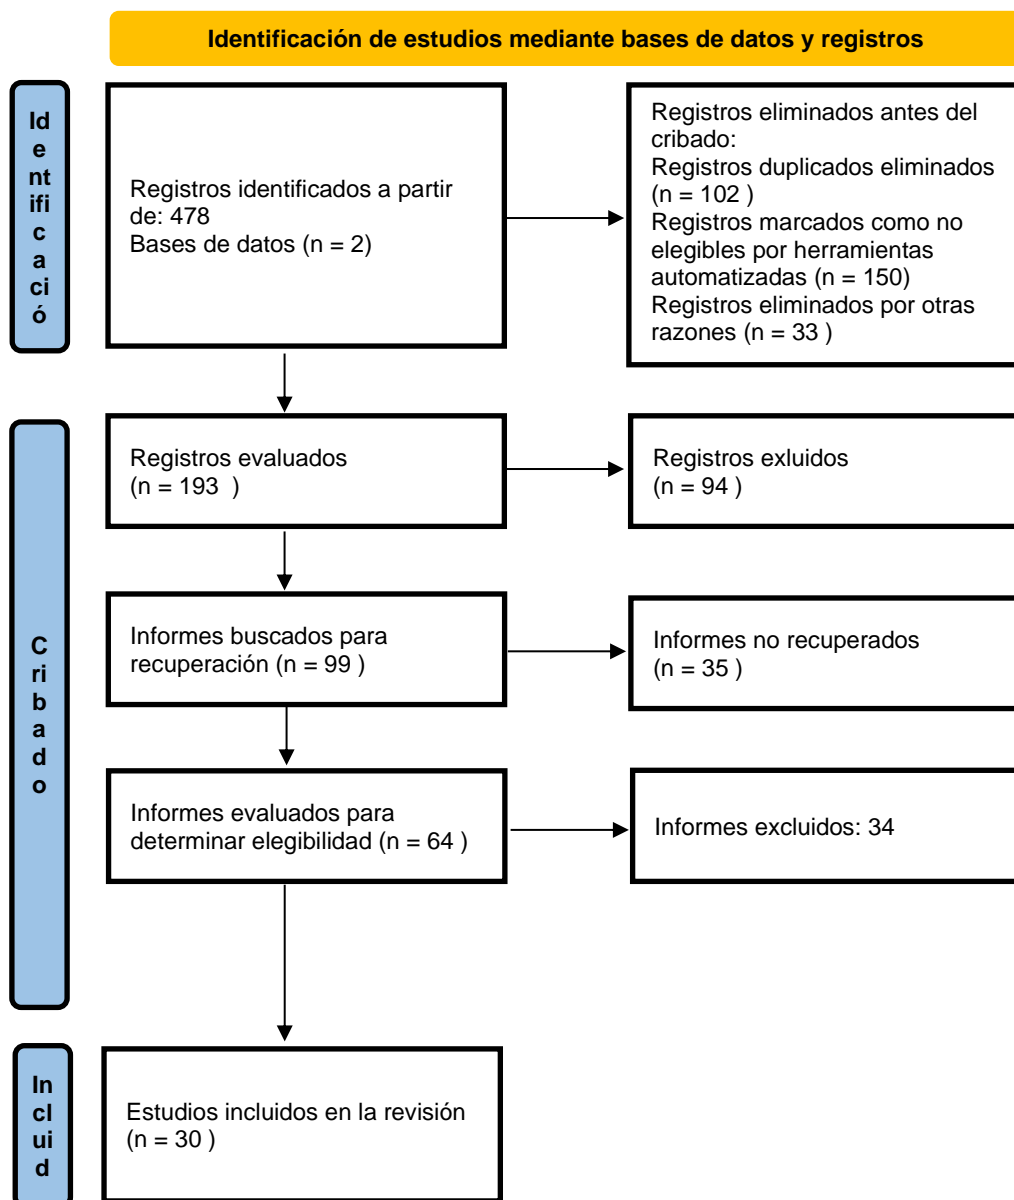 Identificación de estudios mediante bases de datos y registros
Id
e
nt
ifi
c
a
ci
ó
Registros identificados a partir
de: 478
Bases de datos (n = 2)
Registros eliminados antes del
cribado:
Registros duplicados eliminados
(n = 102 )
Registros marcados como no
elegibles por herramientas
automatizadas (n = 150)
Registros eliminados por otras
razones (n = 33 )
C
ri
b
a
d
o
Registros evaluados
(n = 193  )
Registros exluidos
(n = 94 )
Informes buscados para
recuperación (n = 99 )
Informes no recuperados
(n = 35 )
Informes evaluados para
determinar elegibilidad (n = 64 )
Informes excluidos: 34
In
cl
ui
d
Estudios incluidos en la revisión
(n = 30 )